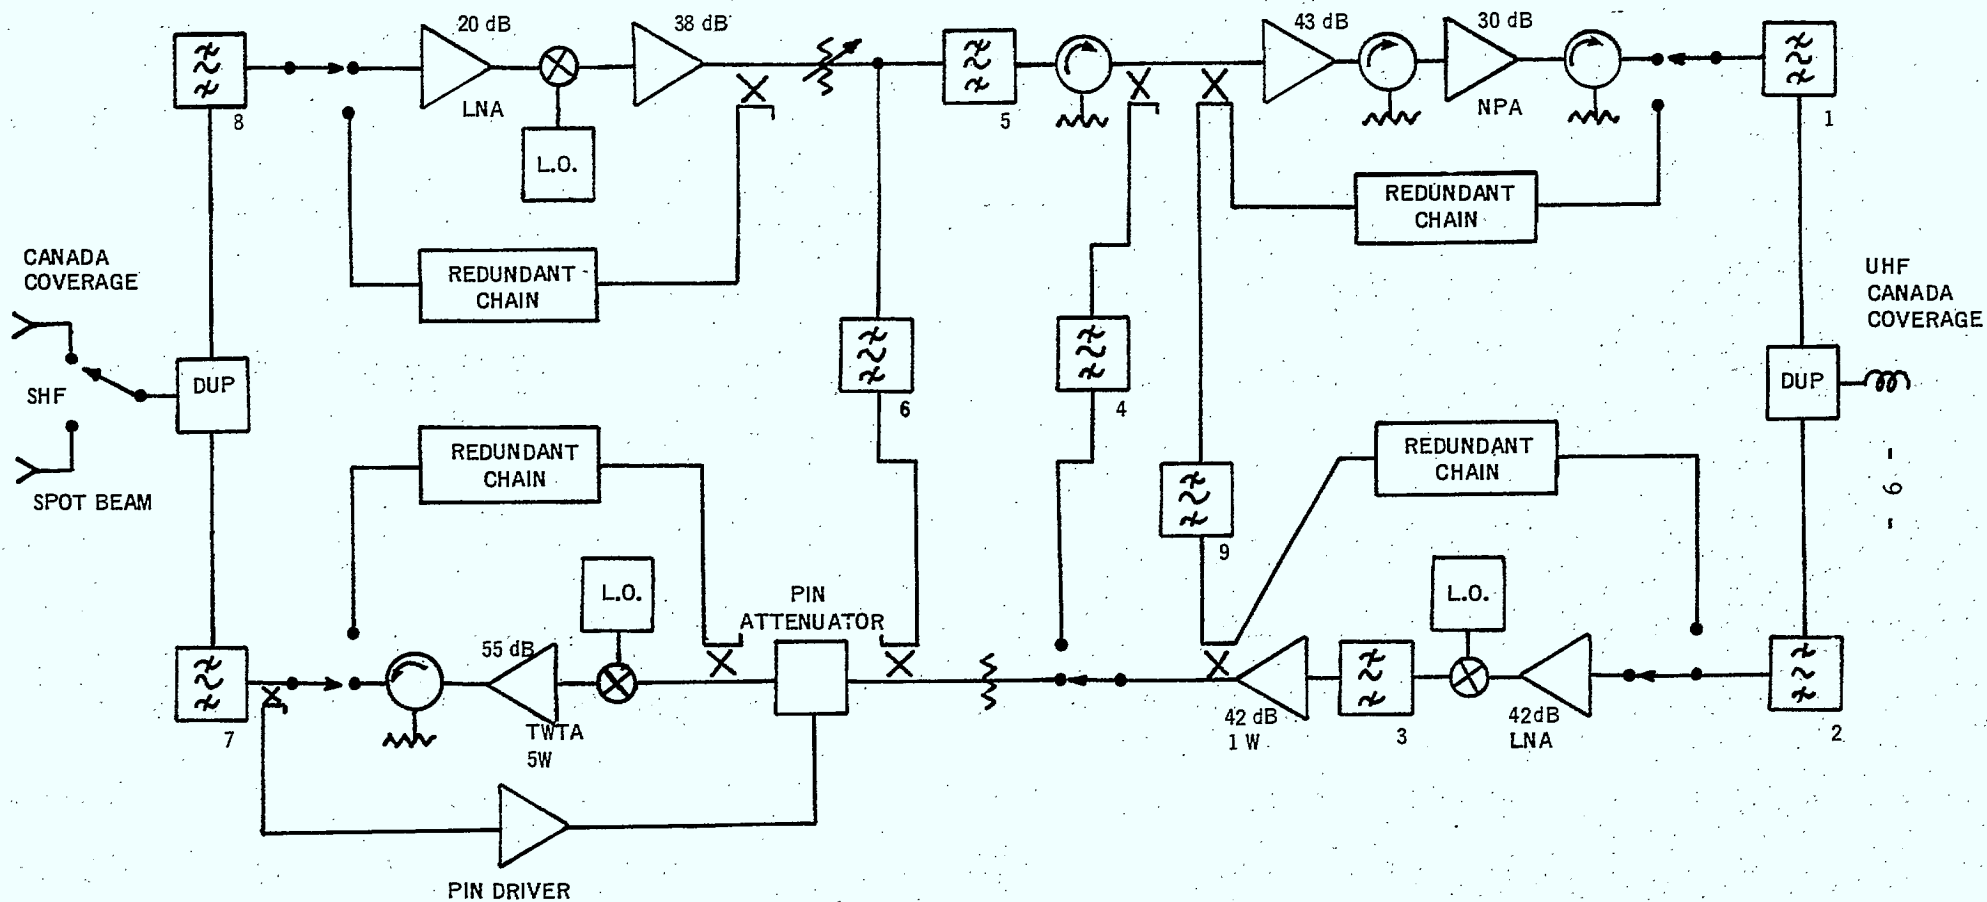 20 dB
38 dB
43 dB
30 dB
LNA
NPA
8
5
1
L.O.
REDUNDANT
CHAIN
REDUNDANT
CHAIN
CANADA
COVERAGE
UHF
CANADA
COVERAGE
SHF
DUP
6
4
DUP
SPOT BEAM
REDUNDANT
CHAIN
REDUNDANT
CHAIN
- 6 -
9
L.O.
PIN
ATTENUATOR
L.O.
55 dB
TWTA
5W
7
42 dB
1 W
3
42dB
LNA
2
PIN DRIVER